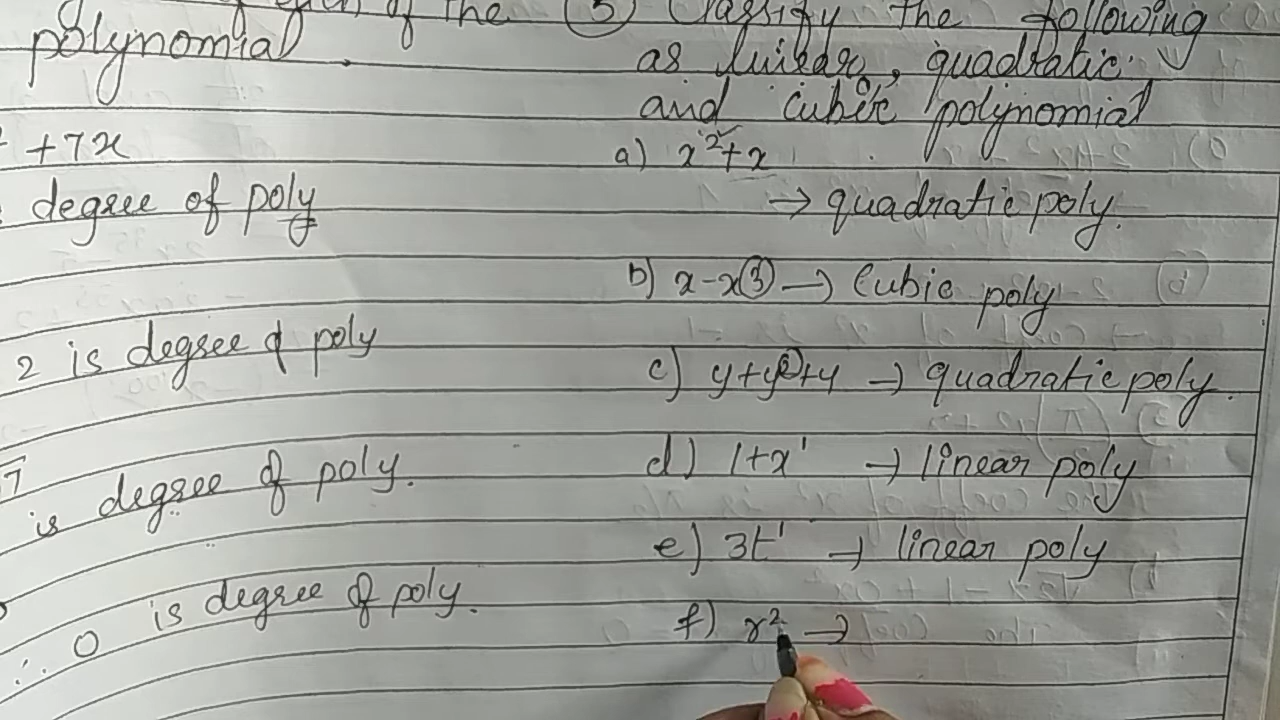 of the
polynomial.
+7x
degree of poly
2 is degree of poly
7
is degree of poly.
∴ 0 is degree of poly.
(5) Classify the following
as linear, quadratic
and cubic polynomial
a) x²+x
→ quadratic poly.
b) x-x³ → Cubic poly
c) y+y²+y → quadratic poly.
d) 1+x¹ → linear poly
e) 3t¹ → linear poly
f) r² →